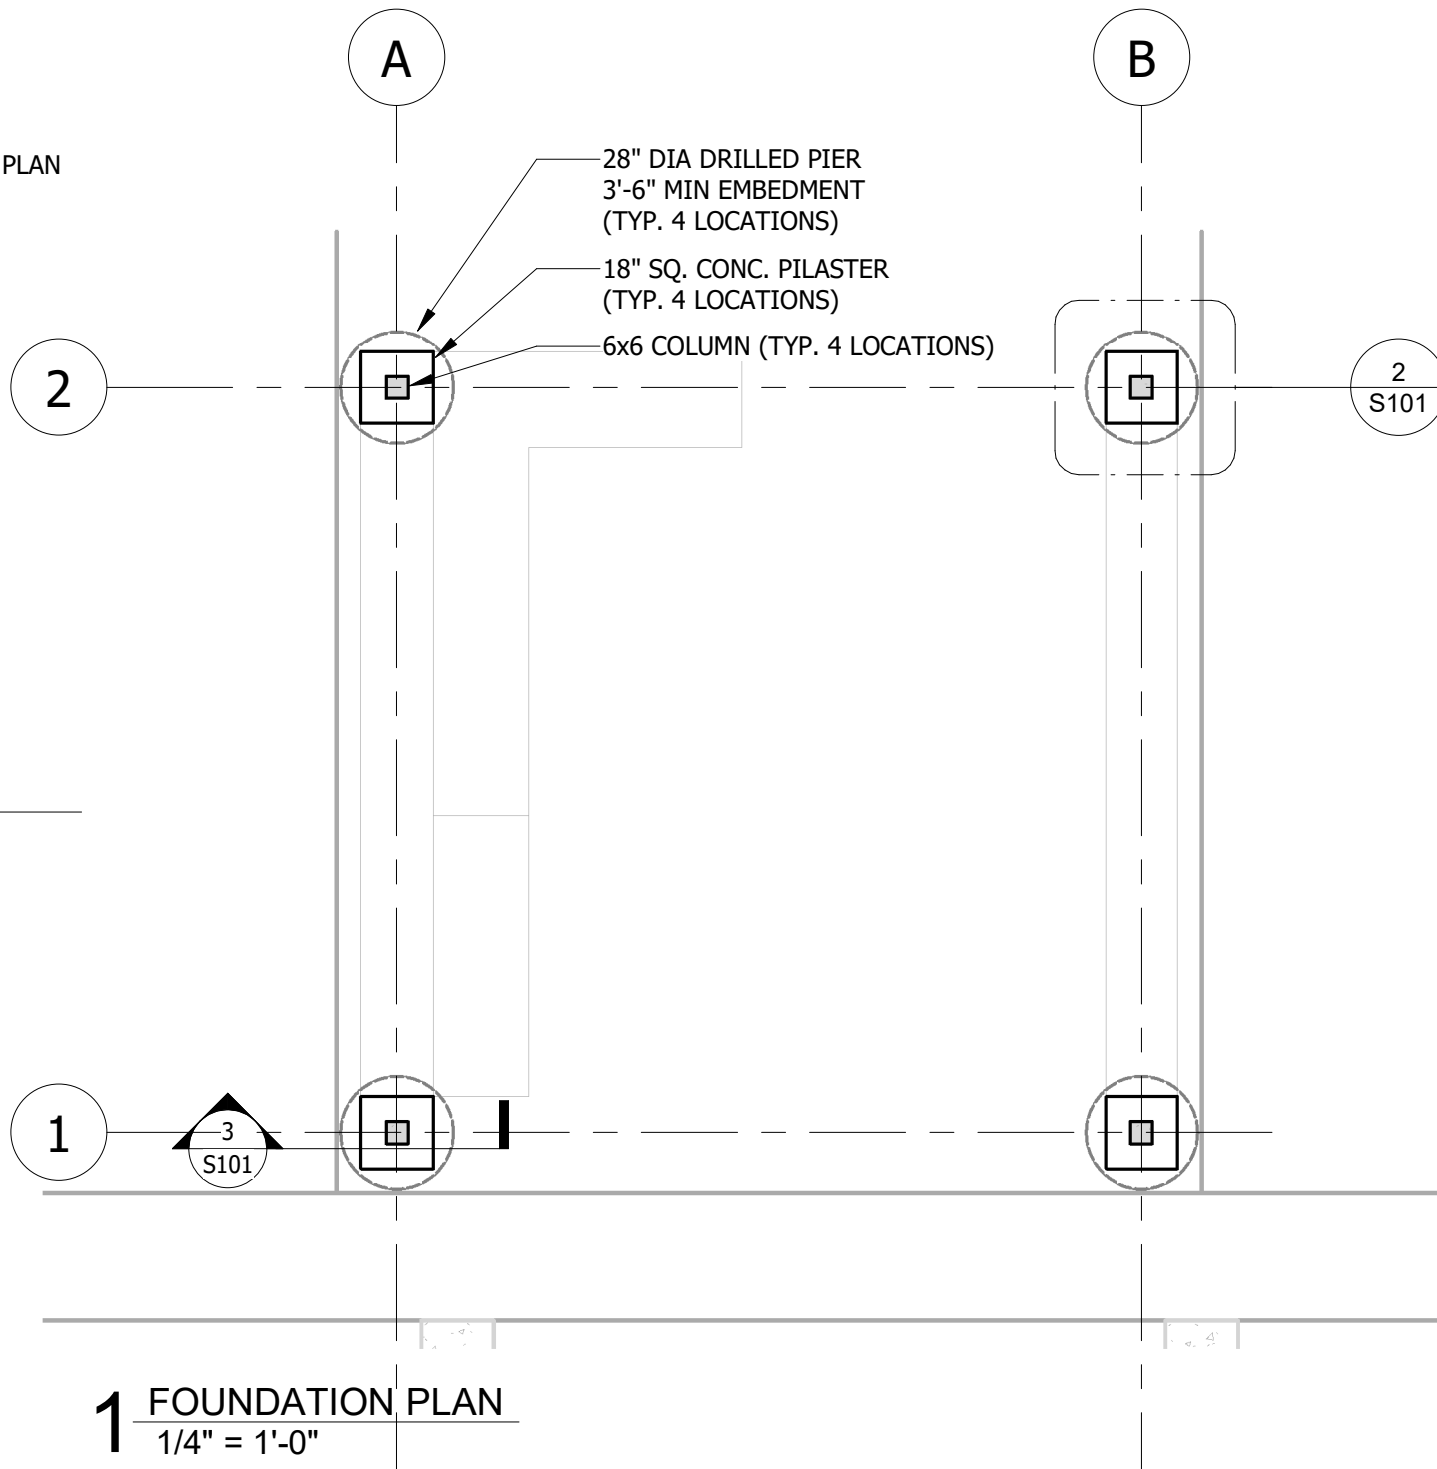 A
B
PLAN
28" DIA DRILLED PIER
3'-6" MIN EMBEDMENT
(TYP. 4 LOCATIONS)
18" SQ. CONC. PILASTER
(TYP. 4 LOCATIONS)
6x6 COLUMN (TYP. 4 LOCATIONS)
2
2
S101
1
3
S101
1 FOUNDATION PLAN
1/4" = 1'-0"